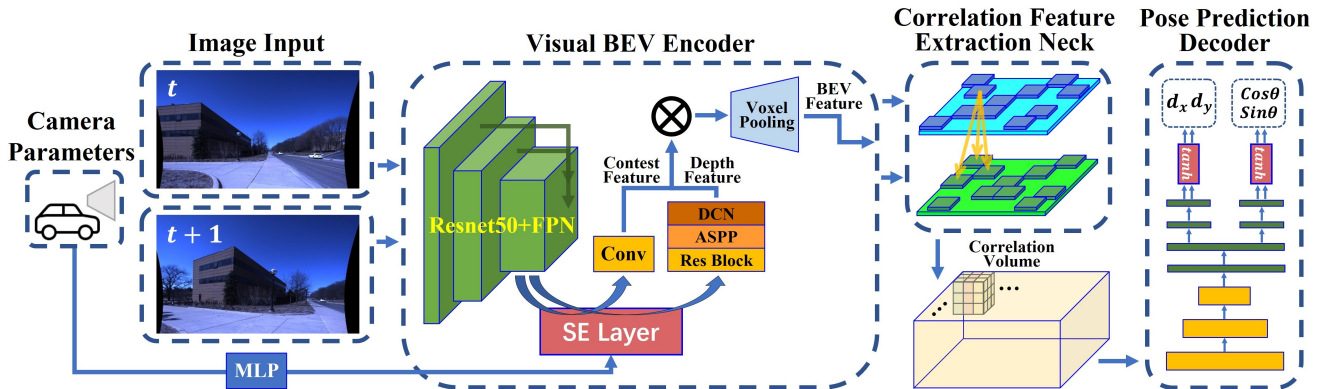 Camera
Parameters
Image Input
t
t + 1
MLP
Visual BEV Encoder
Resnet50+FPN
Contest
Feature
Depth
Feature
Conv
DCN
ASPP
Res Block
SE Layer
Voxel
Pooling
BEV
Feature
Correlation Feature
Extraction Neck
Correlation
Volume
Pose Prediction
Decoder
dₓ dᵧ
Cosθ
Sinθ
tanh
tanh